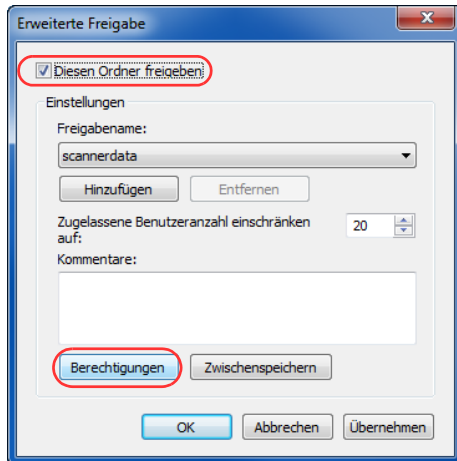 Erweiterte Freigabe
Diesen Ordner freigeben
Einstellungen
Freigabename:
scannerdata
Hinzufügen
Entfernen
Zugelassene Benutzeranzahl einschränken
auf:
20
Kommentare:
Berechtigungen
Zwischenspeichern
OK
Abbrechen
Übernehmen